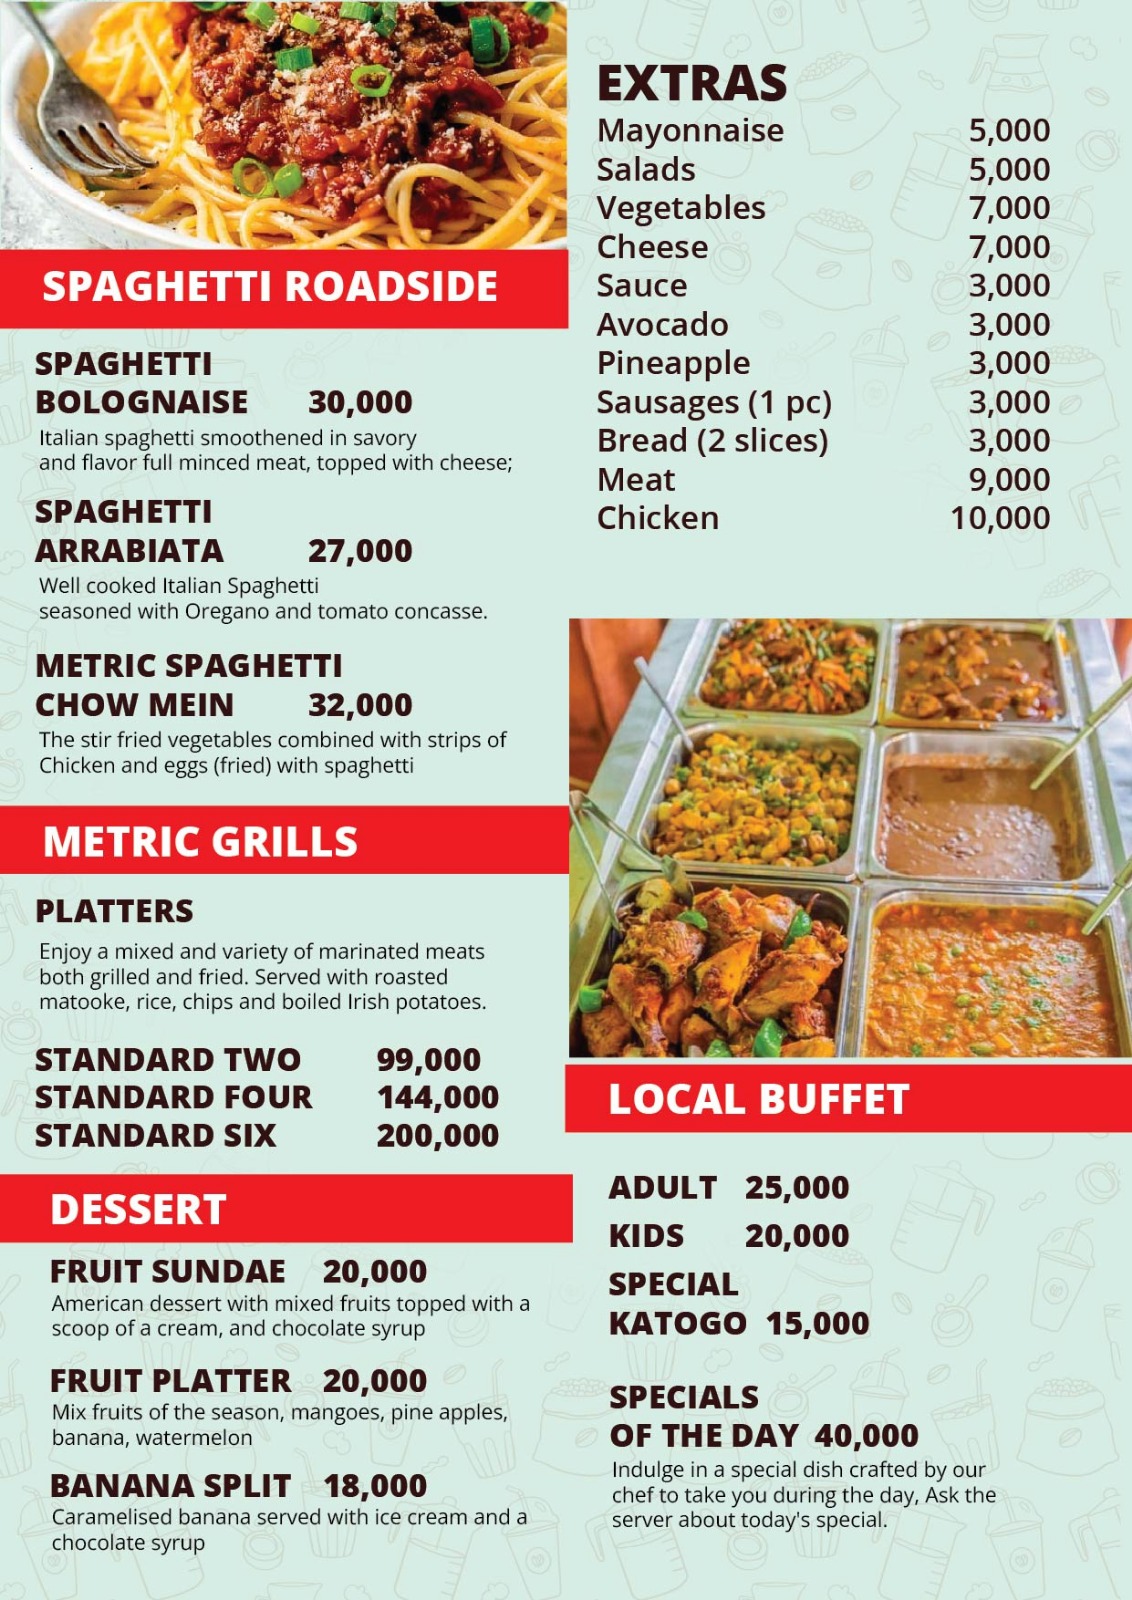 SPAGHETTI ROADSIDE
SPAGHETTI
BOLOGNAISE 30,000
Italian spaghetti smoothened in savory
and flavor full minced meat, topped with cheese;
SPAGHETTI
ARRABIATA 27,000
Well cooked Italian Spaghetti
seasoned with Oregano and tomato concasse.
METRIC SPAGHETTI
CHOW MEIN 32,000
The stir fried vegetables combined with strips of
Chicken and eggs (fried) with spaghetti
METRIC GRILLS
PLATTERS
Enjoy a mixed and variety of marinated meats
both grilled and fried. Served with roasted
matooke, rice, chips and boiled Irish potatoes.
STANDARD TWO 99,000
STANDARD FOUR 144,000
STANDARD SIX 200,000
DESSERT
FRUIT SUNDAE 20,000
American dessert with mixed fruits topped with a
scoop of a cream, and chocolate syrup
FRUIT PLATTER 20,000
Mix fruits of the season, mangoes, pine apples,
banana, watermelon
BANANA SPLIT 18,000
Caramelised banana served with ice cream and a
chocolate syrup
EXTRAS
Mayonnaise 5,000
Salads 5,000
Vegetables 7,000
Cheese 7,000
Sauce 3,000
Avocado 3,000
Pineapple 3,000
Sausages (1 pc) 3,000
Bread (2 slices) 3,000
Meat 9,000
Chicken 10,000
LOCAL BUFFET
ADULT 25,000
KIDS 20,000
SPECIAL
KATOGO 15,000
SPECIALS
OF THE DAY 40,000
Indulge in a special dish crafted by our
chef to take you during the day, Ask the
server about today's special.